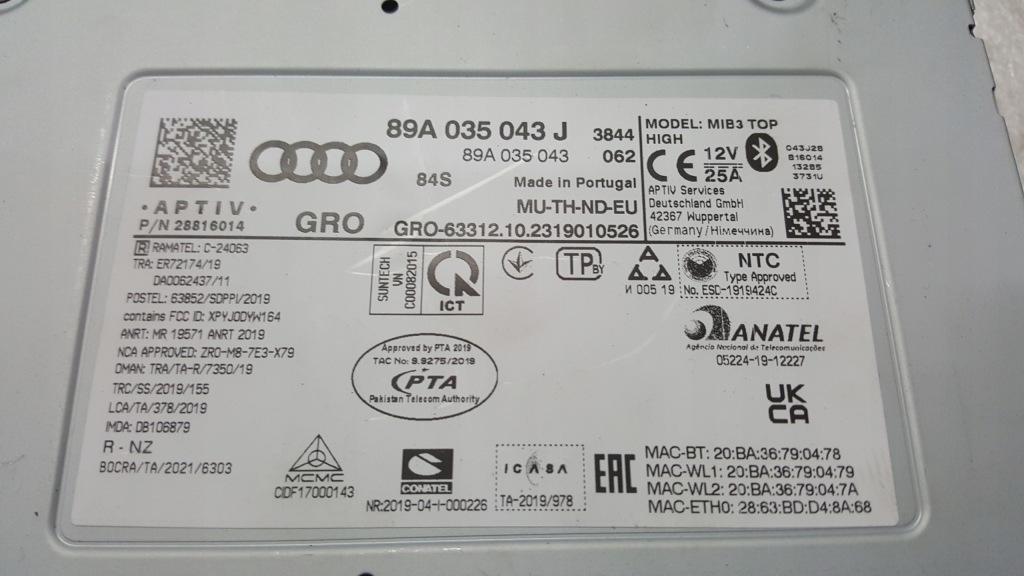 89A 035 043 J 3844
89A 035 043 062
84S Made in Portugal
MU-TH-ND-EU
GRO GRO-63312.10.2319010526
· APTIV ·
P/N 28816014
MODEL: MIB3 TOP
HIGH
CE 12V
25A
APTIV Services
Deutschland GmbH
42367 Wuppertal
(Germany/Німеччина)
043J28
816014
13285
3731U
R RAMATEL: C-24063
TRA: ER72174/19
DA0062437/11
POSTEL: 63852/SDPPI/2019
contains FCC ID: XPYJODYW164
ANRT: MR 19571 ANRT 2019
NCA APPROVED: ZRO-M8-7E3-X79
OMAN: TRA/TA-R/7350/19
TRC/SS/2019/155
LCA/TA/378/2019
IMDA: DB106879
R - NZ
BOCRA/TA/2021/6303
SUNTECH
VN
C00082015
ICT
TP BY
И 005 19
NTC
Type Approved
No. ESD-1919424C
Approved by PTA 2019
TAC No: 9.9275/2019
PTA
Pakistan Telecom Authority
ANATEL
Agência Nacional de Telecomunicações
05224-19-12227
UK
CA
MCMC
CIDF17000143
CONATEL
NR:2019-04-I-000226
ICASA
TA-2019/978
EAC
MAC-BT: 20:BA:36:79:04:78
MAC-WL1: 20:BA:36:79:04:79
MAC-WL2: 20:BA:36:79:04:7A
MAC-ETH0: 28:63:BD:D4:8A:68